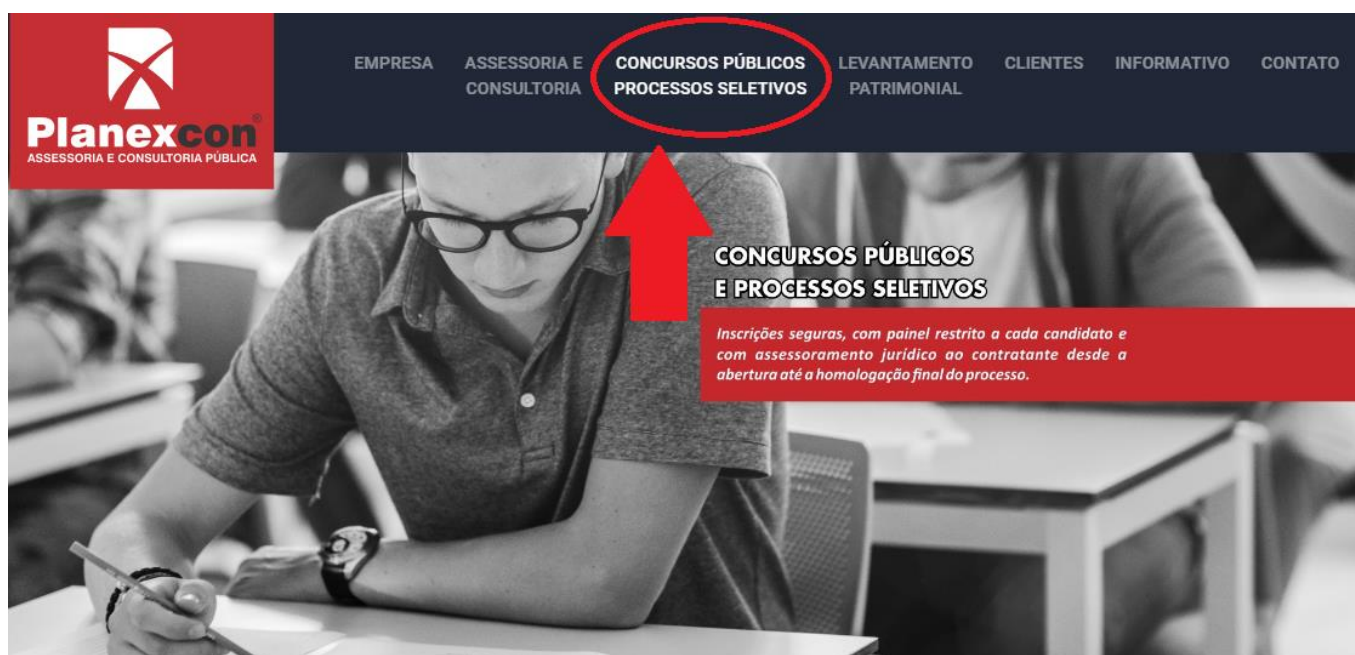 Planexcon®
ASSESSORIA E CONSULTORIA PÚBLICA
EMPRESA
ASSESSORIA E
CONSULTORIA
CONCURSOS PÚBLICOS
PROCESSOS SELETIVOS
LEVANTAMENTO
PATRIMONIAL
CLIENTES
INFORMATIVO
CONTATO
CONCURSOS PÚBLICOS
E PROCESSOS SELETIVOS
Inscrições seguras, com painel restrito a cada candidato e
com assessoramento jurídico ao contratante desde a
abertura até a homologação final do processo.